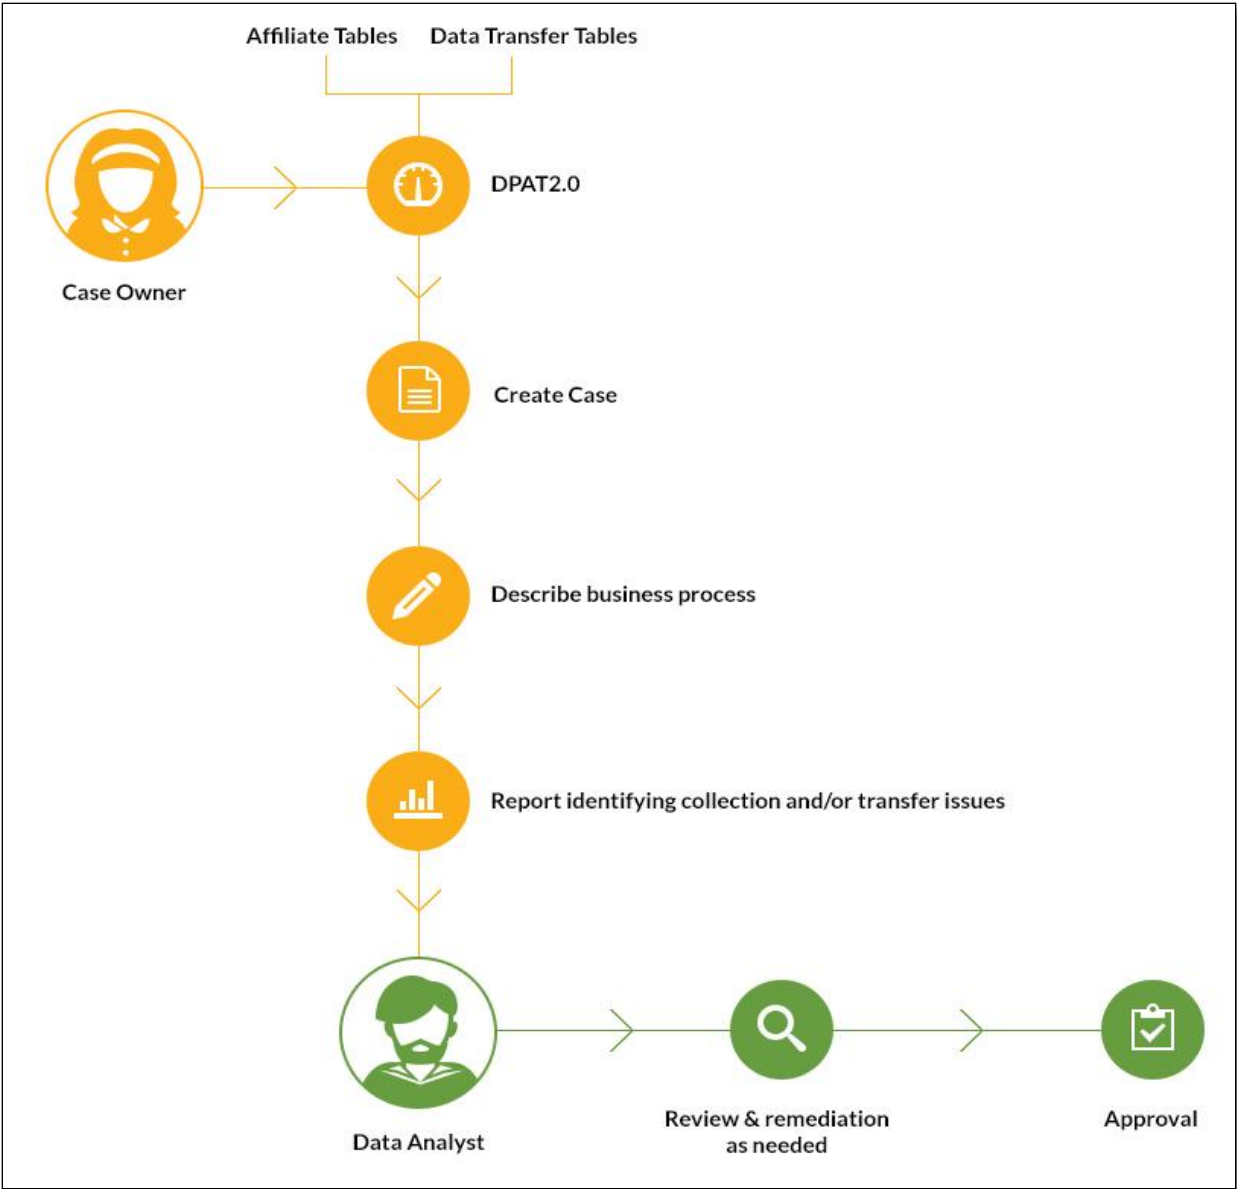 Affiliate Tables
Data Transfer Tables
DPAT2.0
Case Owner
Create Case
Describe business process
Report identifying collection and/or transfer issues
Data Analyst
Review & remediation
as needed
Approval